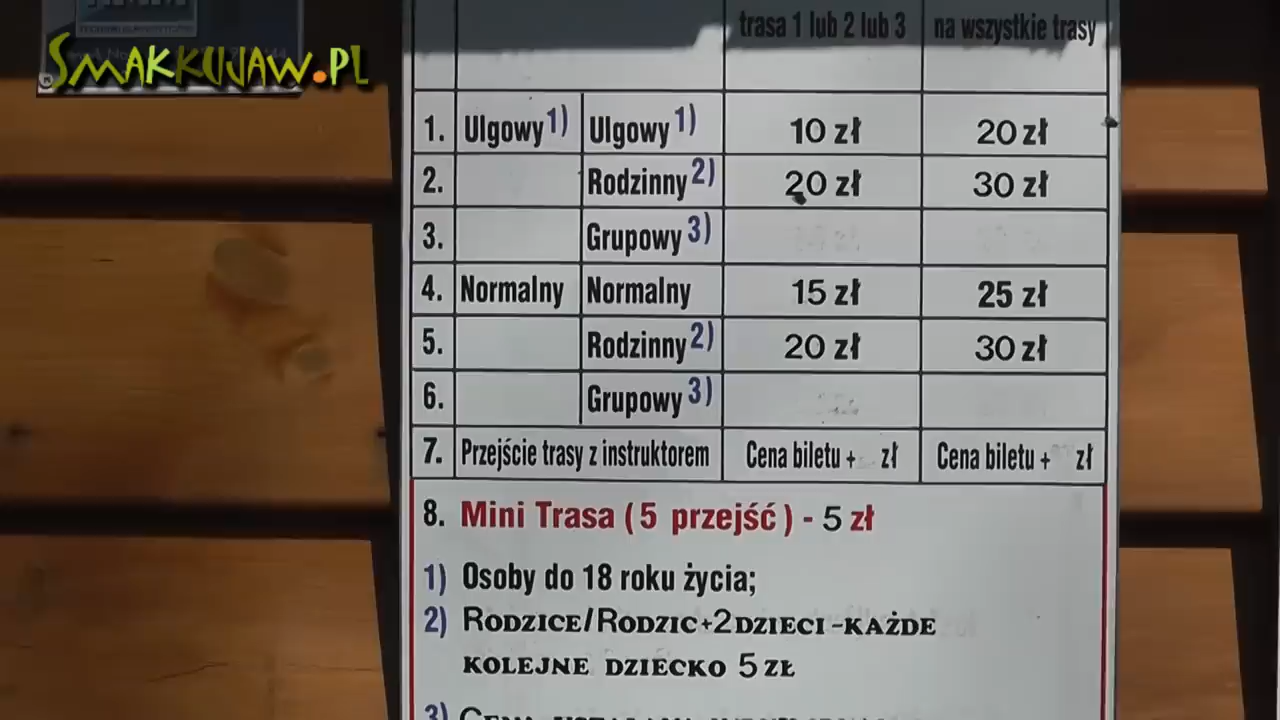 SMAKKUJAW.PL
trasa 1 lub 2 lub 3 na wszystkie trasy
1. Ulgowy 1) Ulgowy 1) 10 zł 20 zł
2. Rodzinny 2) 20 zł 30 zł
3. Grupowy 3)
4. Normalny Normalny 15 zł 25 zł
5. Rodzinny 2) 20 zł 30 zł
6. Grupowy 3)
7. Przejście trasy z instruktorem Cena biletu + zł Cena biletu + zł
8. Mini Trasa ( 5 przejść ) - 5 zł
1) Osoby do 18 roku życia;
2) RODZICE/RODZIC+2DZIECI-KAŻDE
KOLEJNE DZIECKO 5 ZŁ
3) CENA